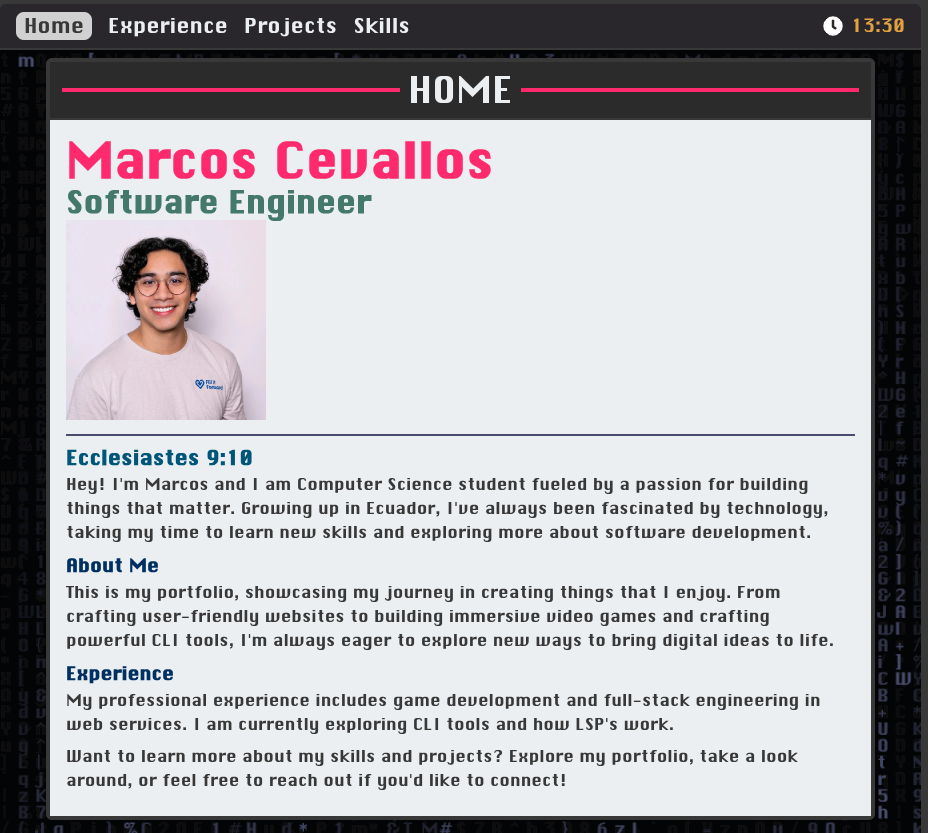 Home Experience Projects Skills 13:30
HOME
Marcos Cevallos
Software Engineer
Fill it
forward
Ecclesiastes 9:10
Hey! I'm Marcos and I am Computer Science student fueled by a passion for building
things that matter. Growing up in Ecuador, I've always been fascinated by technology,
taking my time to learn new skills and exploring more about software development.
About Me
This is my portfolio, showcasing my journey in creating things that I enjoy. From
crafting user-friendly websites to building immersive video games and crafting
powerful CLI tools, I'm always eager to explore new ways to bring digital ideas to life.
Experience
My professional experience includes game development and full-stack engineering in
web services. I am currently exploring CLI tools and how LSP's work.
Want to learn more about my skills and projects? Explore my portfolio, take a look
around, or feel free to reach out if you'd like to connect!